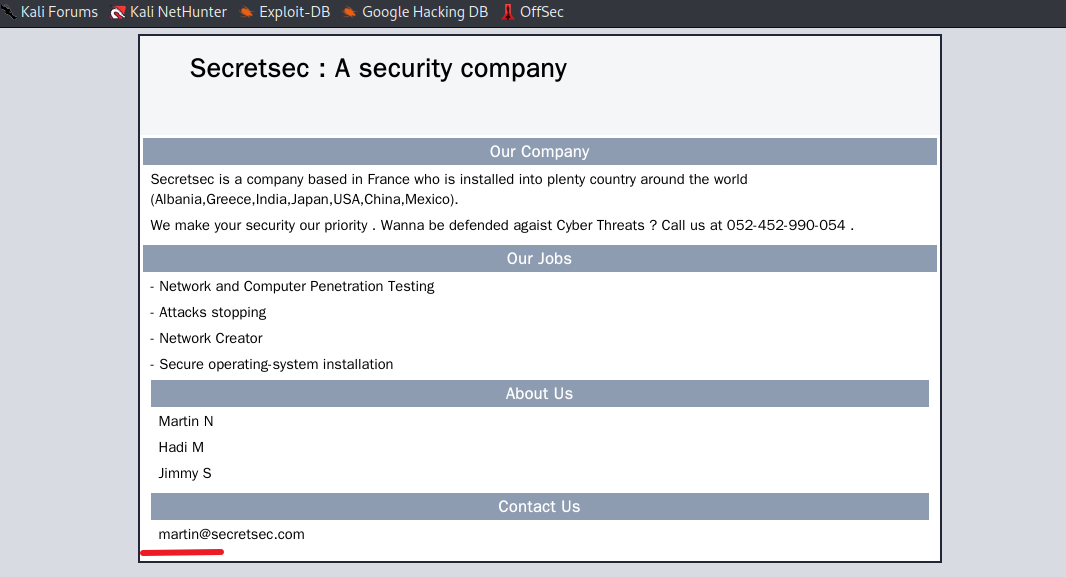 Kali Forums Kali NetHunter Exploit-DB Google Hacking DB OffSec
Secretsec : A security company
Our Company
Secretsec is a company based in France who is installed into plenty country around the world
(Albania,Greece,India,Japan,USA,China,Mexico).
We make your security our priority . Wanna be defended agaist Cyber Threats ? Call us at 052-452-990-054 .
Our Jobs
- Network and Computer Penetration Testing
- Attacks stopping
- Network Creator
- Secure operating-system installation
About Us
Martin N
Hadi M
Jimmy S
Contact Us
martin@secretsec.com